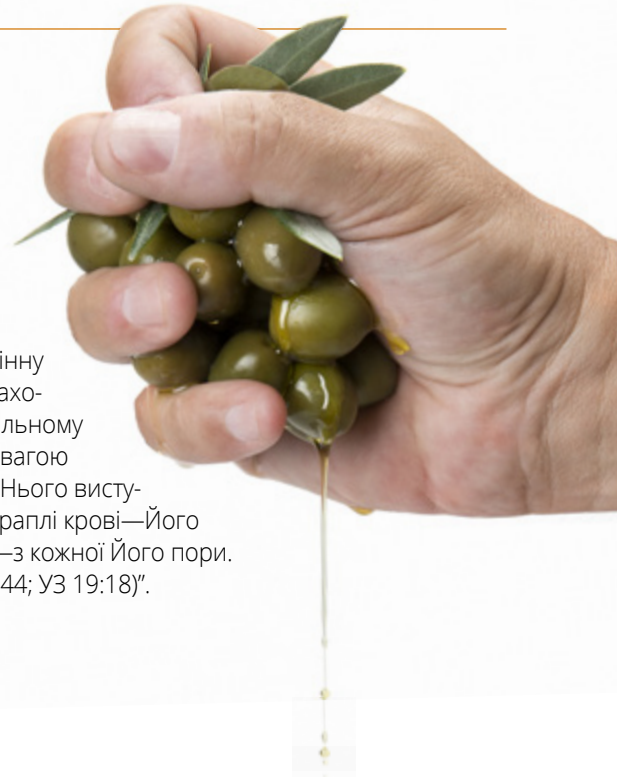 інну
ахо-
льному
вагою
Нього висту-
раплі крові—Його
–з кожної Його пори.
44; УЗ 19:18)”.